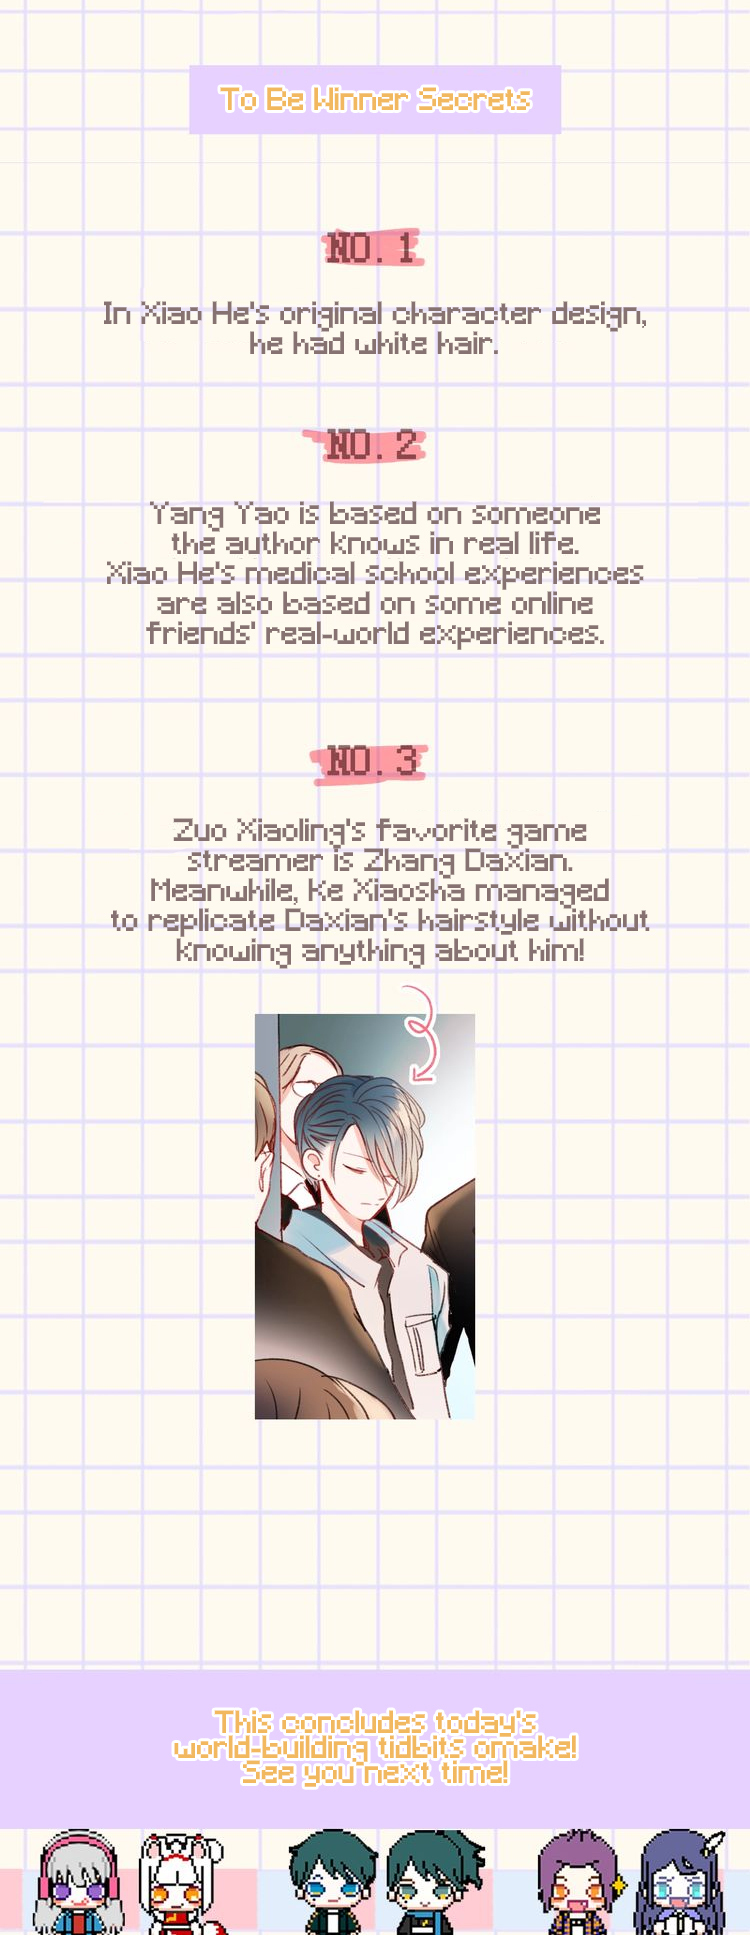 To Be Winner Secrets
NO. 1
In Xiao He's original character design,
he had white hair.
NO. 2
Yang Yao is based on someone
the author knows in real life.
Xiao He's medical school experiences
are also based on some online
friends' real-world experiences.
NO. 3
Zuo Xiaoling's favorite game
streamer is Zhang DaXian.
Meanwhile, Ke Xiaosha managed
to replicate Daxian's hairstyle without
knowing anything about him!
This concludes today's
world-building tidbits omake!
See you next time!